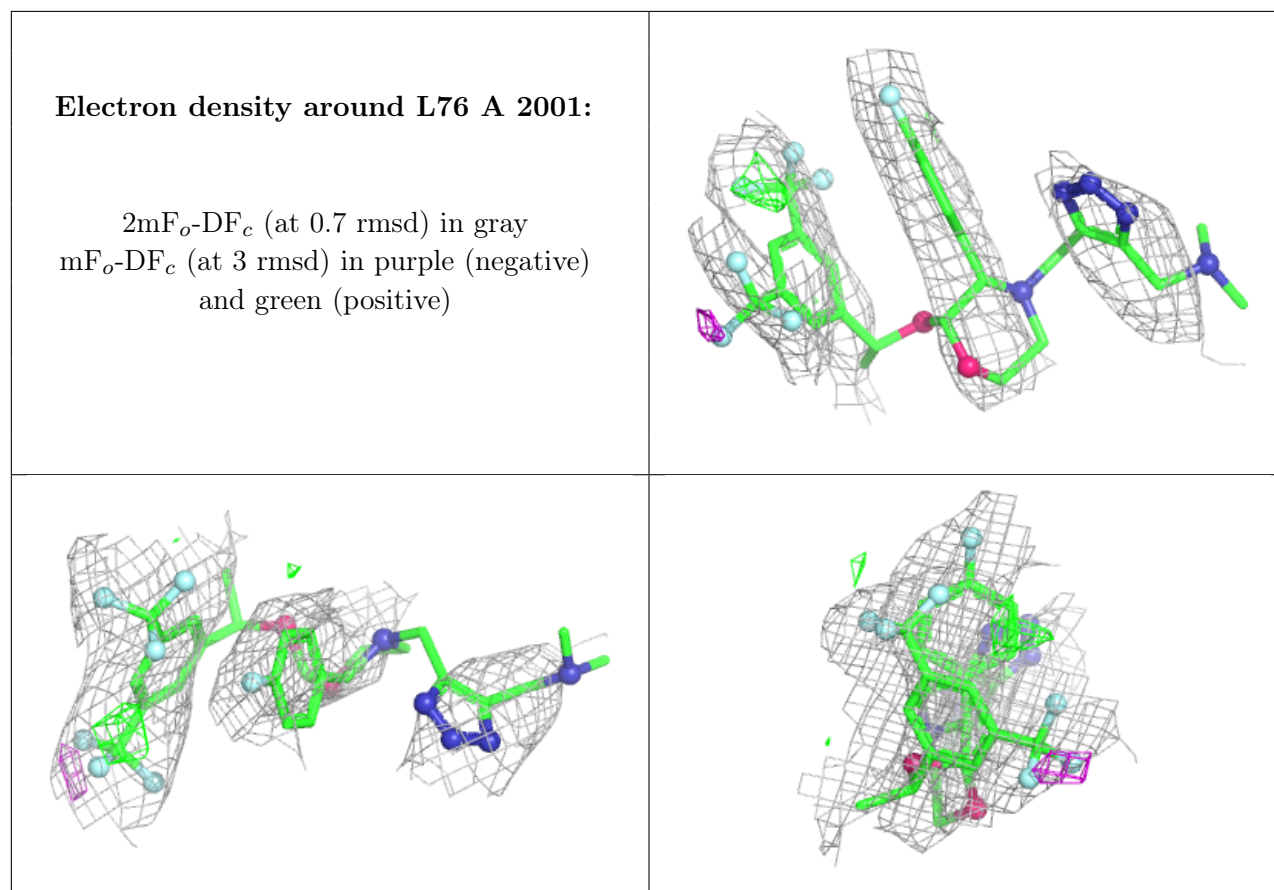 Electron density around L76 A 2001:
2mFo-DFc (at 0.7 rmsd) in gray
mFo-DFc (at 3 rmsd) in purple (negative)
and green (positive)